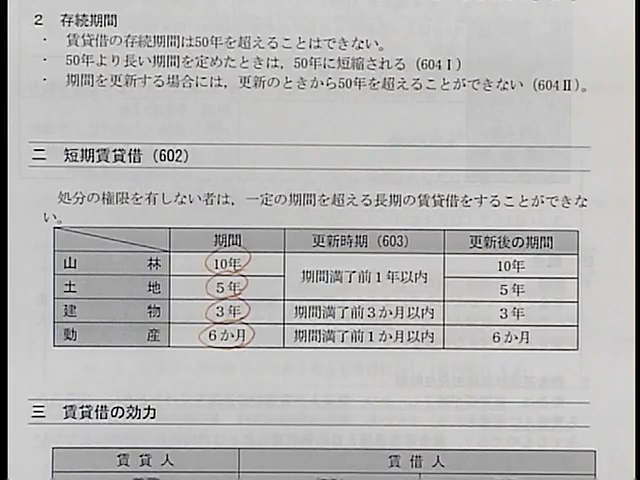 2 存続期間
・ 賃貸借の存続期間は50年を超えることはできない。
・ 50年より長い期間を定めたときは,50年に短縮される(604Ⅰ)
・ 期間を更新する場合には,更新のときから50年を超えることができない(604Ⅱ)。
二 短期賃貸借(602)
処分の権限を有しない者は,一定の期間を超える長期の賃貸借をすることができな
い。
期間 更新時期(603) 更新後の期間
山林 10年 期間満了前1年以内 10年
土地 5年 5年
建物 3年 期間満了前3か月以内 3年
動産 6か月 期間満了前1か月以内 6か月
三 賃貸借の効力
賃貸人 賃借人